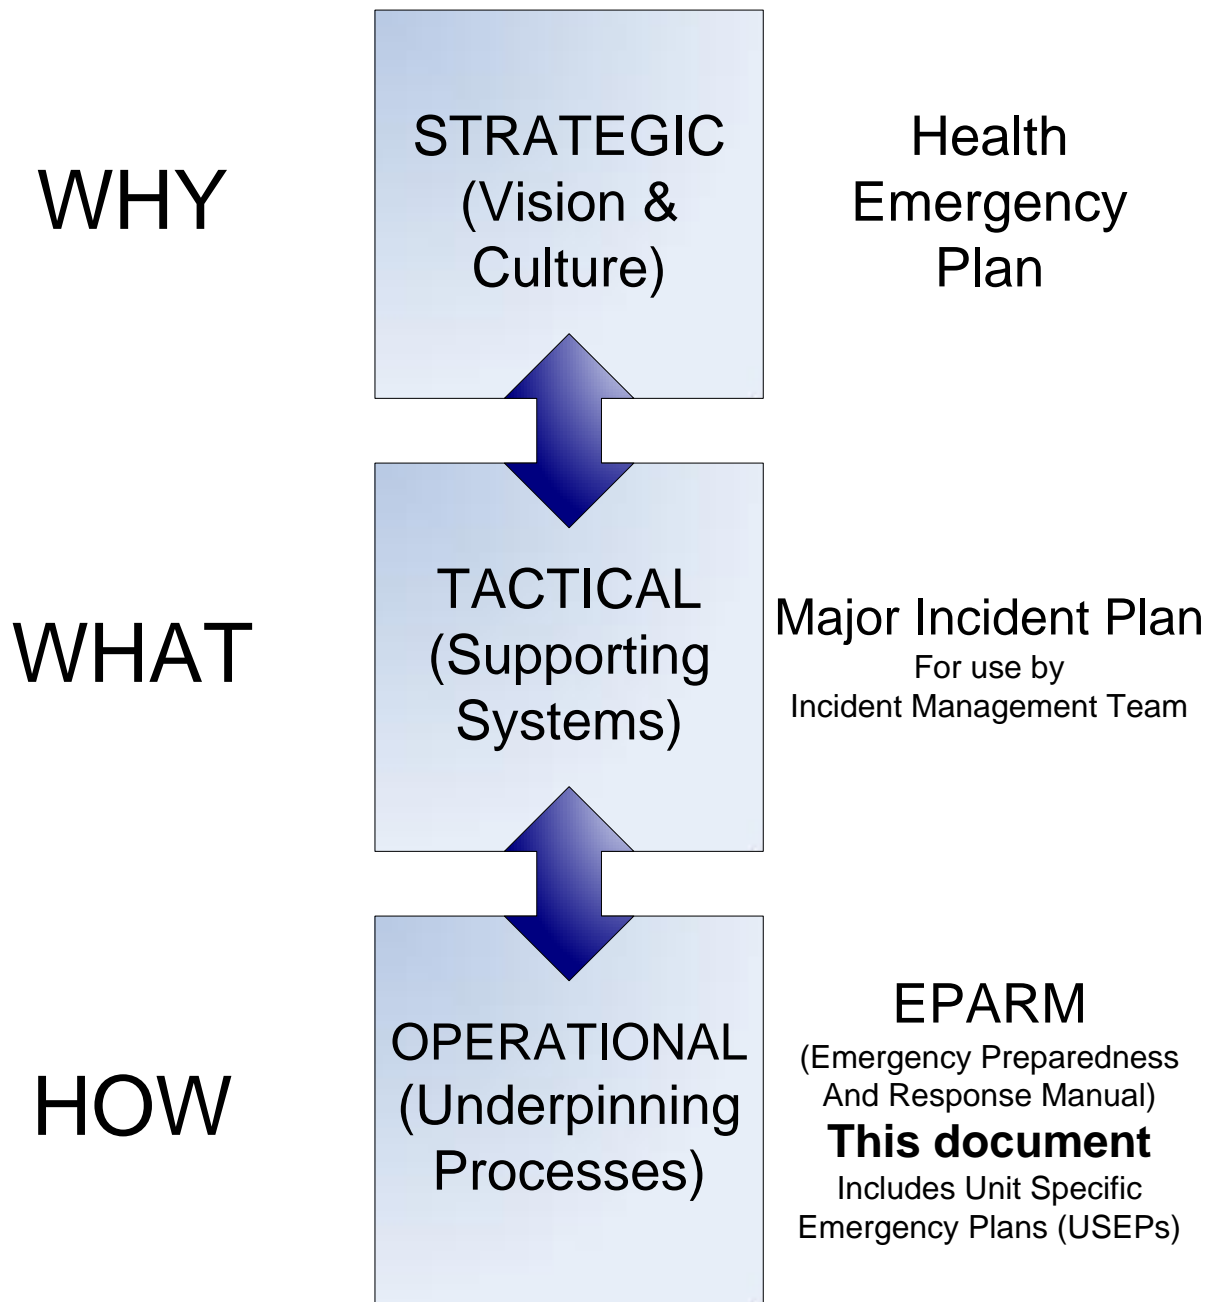 WHY
STRATEGIC
(Vision &
Culture)
Health
Emergency
Plan
WHAT
TACTICAL
(Supporting
Systems)
Major Incident Plan
For use by
Incident Management Team
HOW
OPERATIONAL
(Underpinning
Processes)
EPARM
(Emergency Preparedness
And Response Manual)
This document
Includes Unit Specific
Emergency Plans (USEPs)